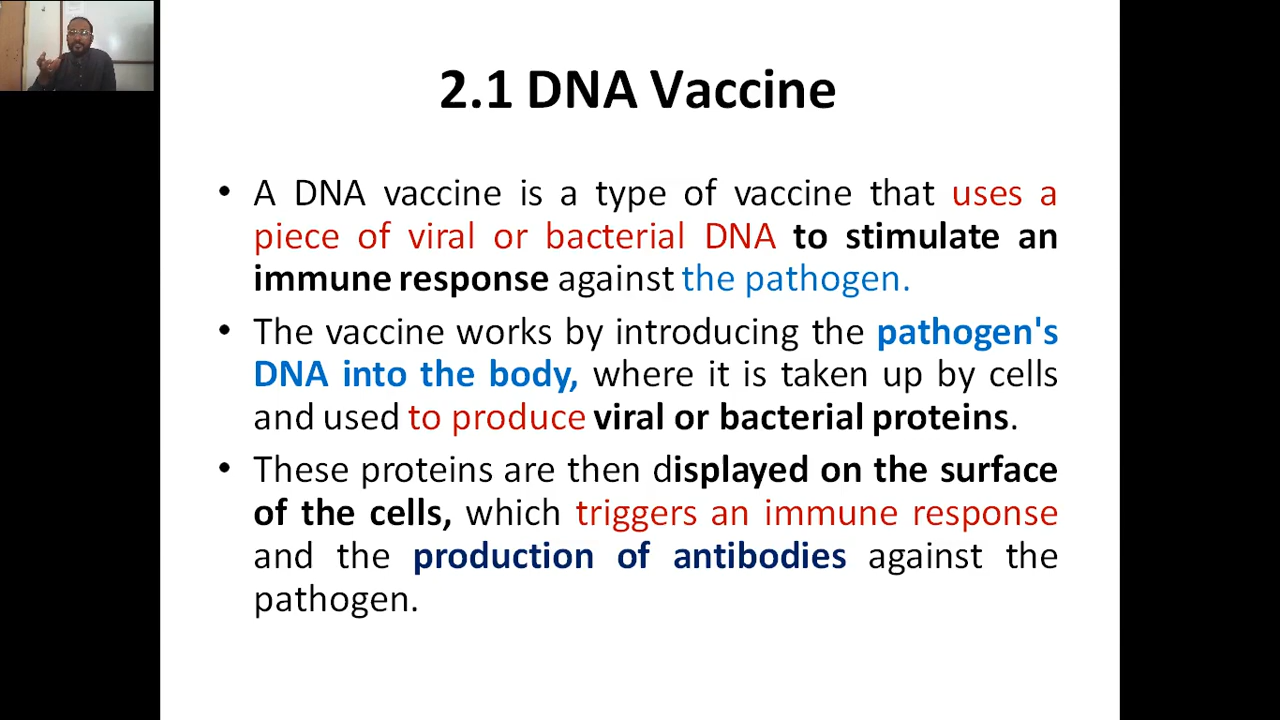 2.1 DNA Vaccine
• A DNA vaccine is a type of vaccine that uses a
piece of viral or bacterial DNA to stimulate an
immune response against the pathogen.
• The vaccine works by introducing the pathogen's
DNA into the body, where it is taken up by cells
and used to produce viral or bacterial proteins.
• These proteins are then displayed on the surface
of the cells, which triggers an immune response
and the production of antibodies against the
pathogen.